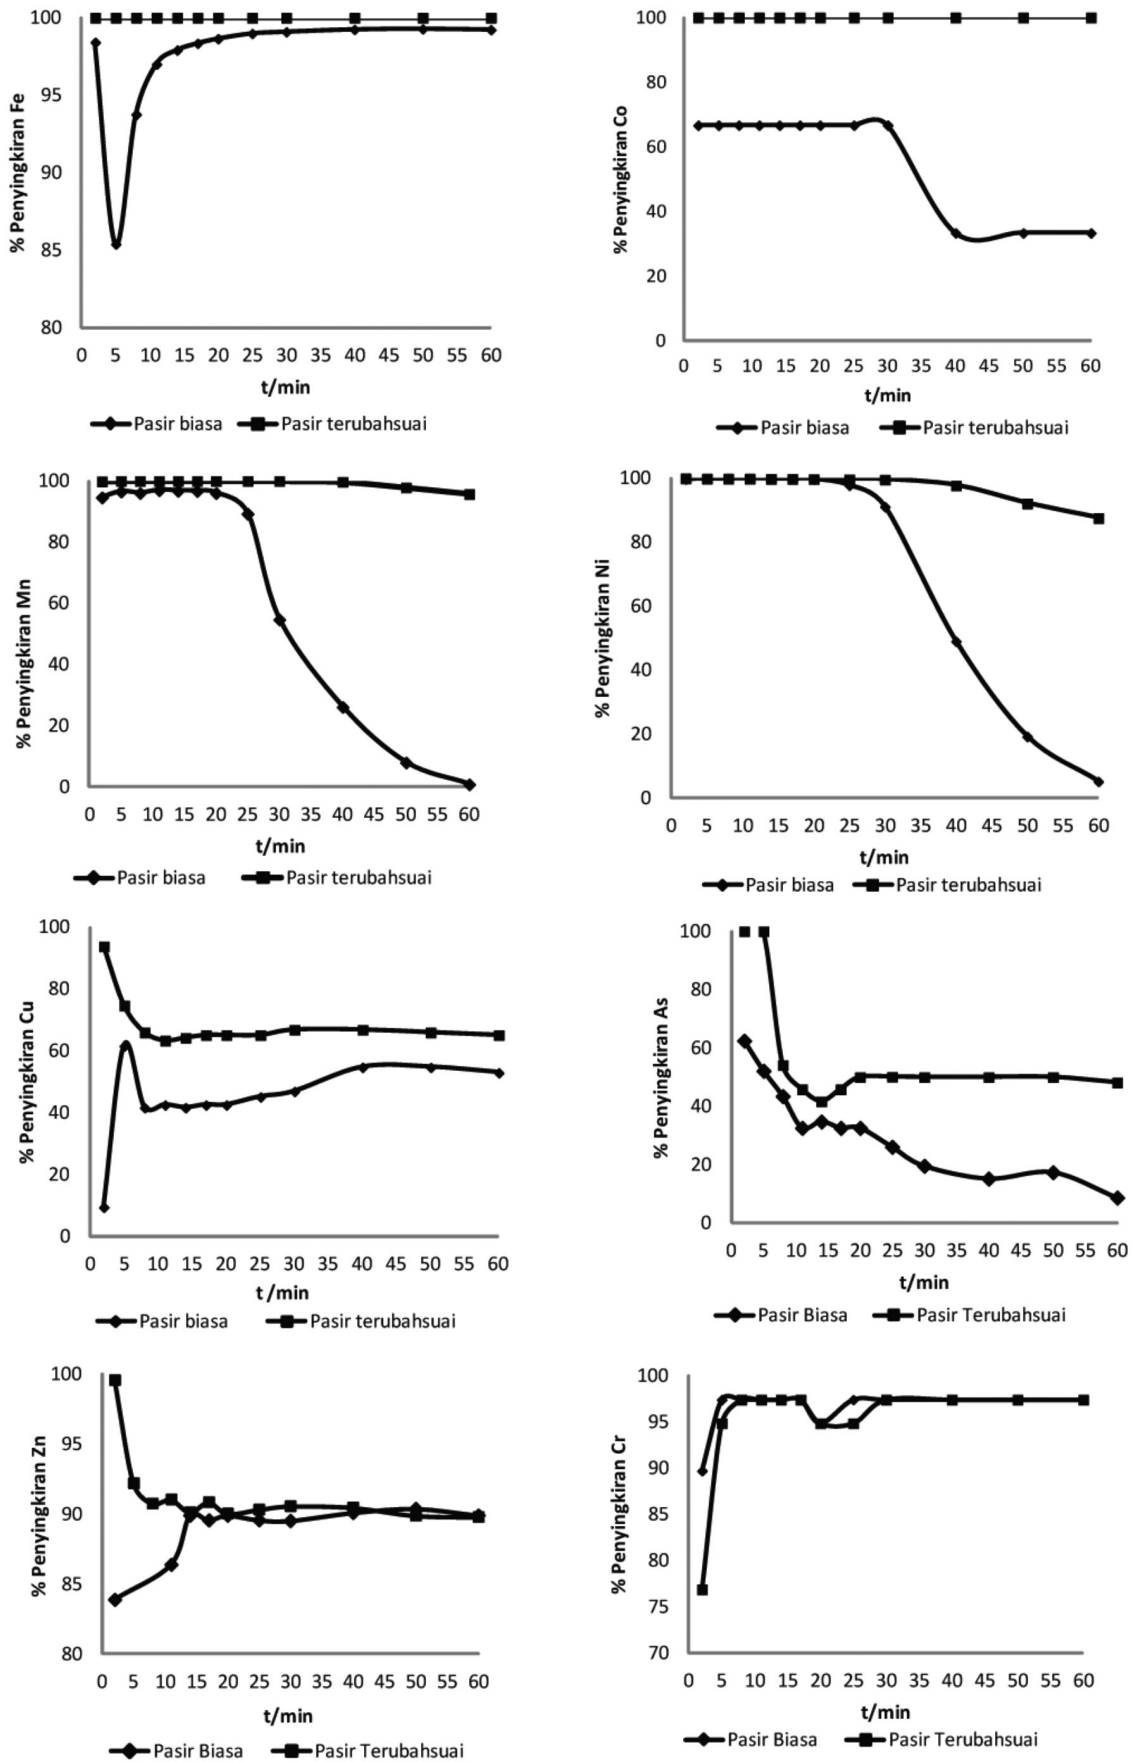 % Penyingkiran Fe
100
95
90
85
80
0 5 10 15 20 25 30 35 40 45 50 55 60
t/min
Pasir biasa Pasir terubahsuai
% Penyingkiran Co
100
80
60
40
20
0
0 5 10 15 20 25 30 35 40 45 50 55 60
t/min
Pasir biasa Pasir terubahsuai
% Penyingkiran Mn
100
80
60
40
20
0
0 5 10 15 20 25 30 35 40 45 50 55 60
t/min
Pasir biasa Pasir terubahsuai
% Penyingkiran Ni
100
80
60
40
20
0
0 5 10 15 20 25 30 35 40 45 50 55 60
t/min
Pasir biasa Pasir terubahsuai
% Penyingkiran Cu
100
80
60
40
20
0
0 5 10 15 20 25 30 35 40 45 50 55 60
t /min
Pasir biasa Pasir terubahsuai
% Penyingkiran As
100
80
60
40
20
0
0 5 10 15 20 25 30 35 40 45 50 55 60
t/min
Pasir Biasa Pasir Terubahsuai
% Penyingkiran Zn
100
95
90
85
80
0 5 10 15 20 25 30 35 40 45 50 55 60
t/min
Pasir Biasa Pasir Terubahsuai
% Penyingkiran Cr
100
95
90
85
80
75
70
0 5 10 15 20 25 30 35 40 45 50 55 60
t/min
Pasir Biasa Pasir Terubahsuai